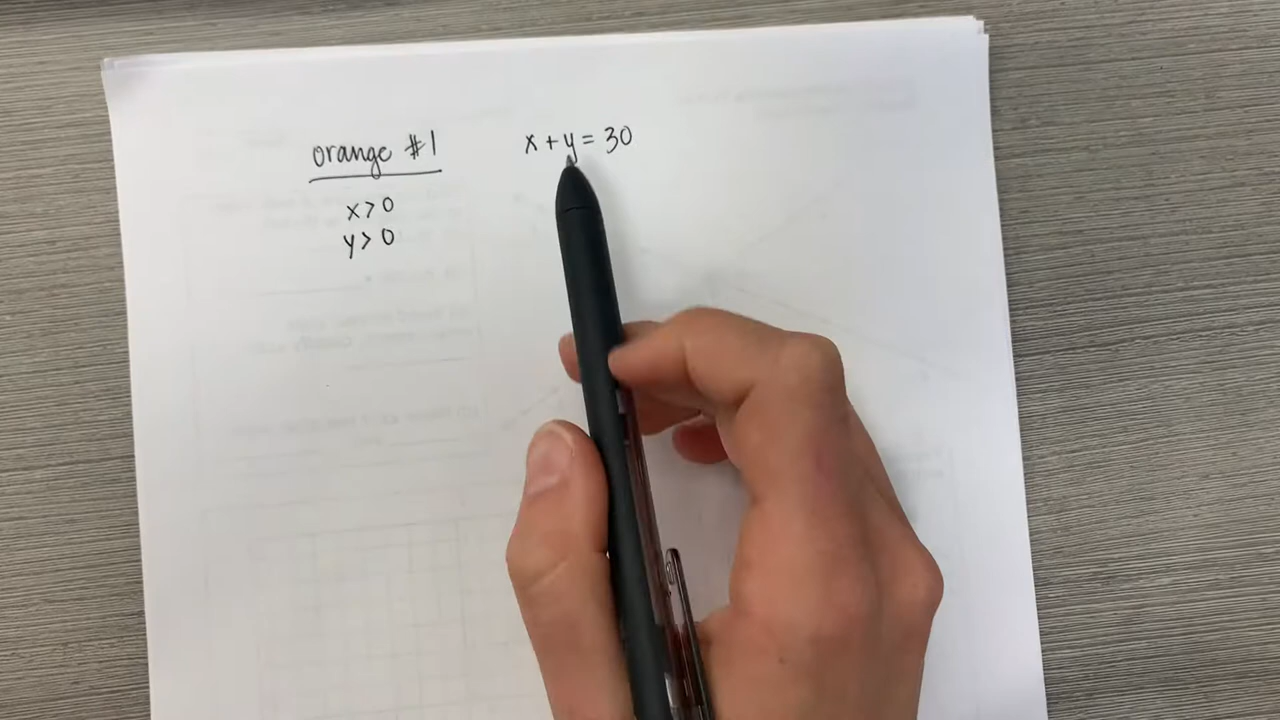 orange #1
x > 0
y > 0
x + y = 30